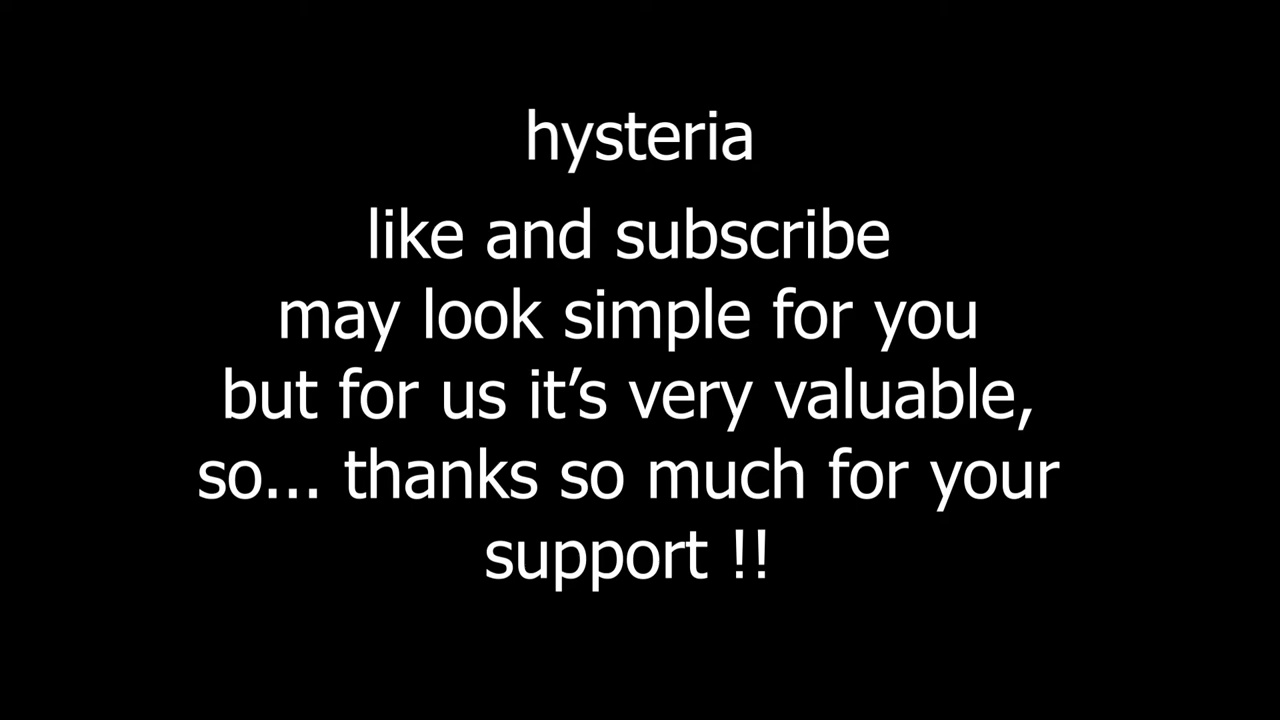 hysteria
like and subscribe
may look simple for you
but for us it’s very valuable,
so... thanks so much for your
support !!